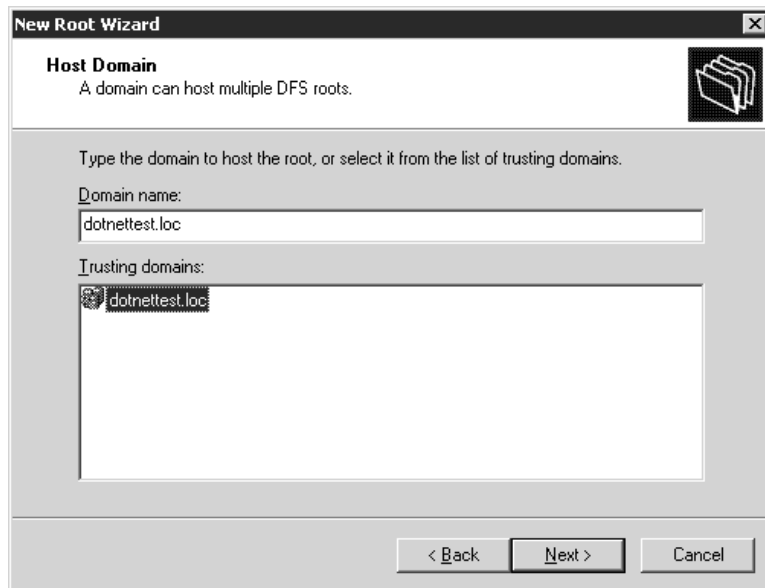 New Root Wizard
Host Domain
A domain can host multiple DFS roots.
Type the domain to host the root, or select it from the list of trusting domains.
Domain name:
dotnettest.loc
Trusting domains:
dotnettest.loc
< Back
Next >
Cancel